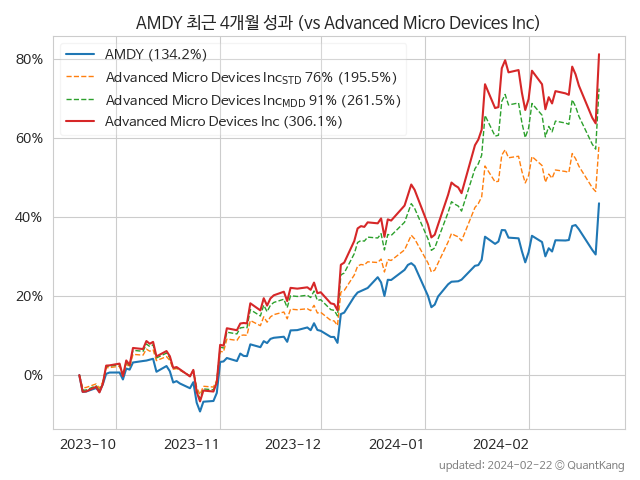 AMDY 최근 4개월 성과 (vs Advanced Micro Devices Inc)
AMDY (134.2%)
Advanced Micro Devices IncSTD 76% (195.5%)
Advanced Micro Devices IncMDD 91% (261.5%)
Advanced Micro Devices Inc (306.1%)
80%
60%
40%
20%
0%
2023-10
2023-11
2023-12
2024-01
2024-02
updated: 2024-02-22 © QuantKang